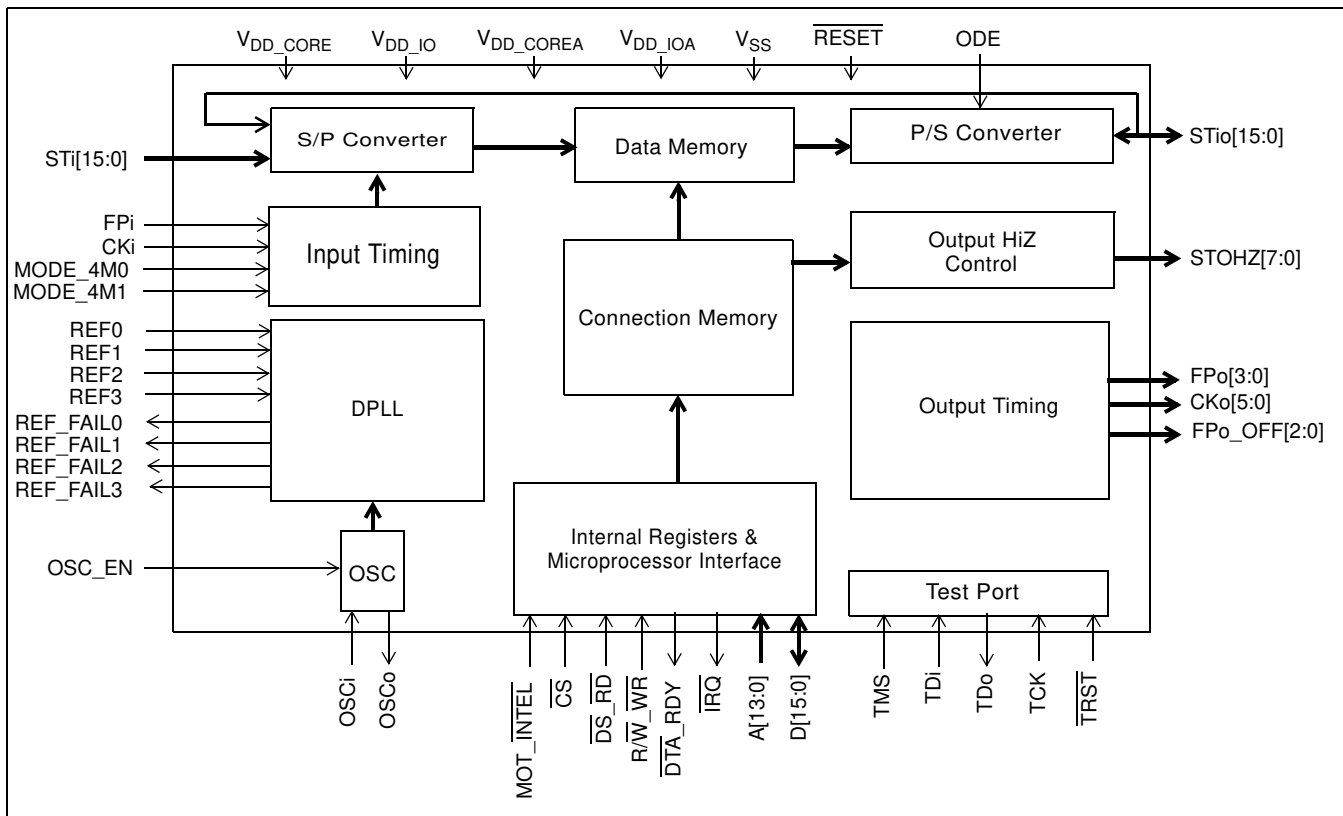 V_DD_CORE V_DD_IO V_DD_COREA V_DD_IOA V_SS RESET ODE
STi[15:0] S/P Converter Data Memory P/S Converter STio[15:0]
FPi
CKi
MODE_4M0
MODE_4M1
Input Timing
Connection Memory
Output HiZ
Control
STOHZ[7:0]
REF0
REF1
REF2
REF3
REF_FAIL0
REF_FAIL1
REF_FAIL2
REF_FAIL3
DPLL
Output Timing
FPo[3:0]
CKo[5:0]
FPo_OFF[2:0]
OSC_EN
OSC
Internal Registers &
Microprocessor Interface
Test Port
OSCi
OSCo
MOT_INTEL
CS
DS_RD
R/W_WR
DTA_RDY
IRQ
A[13:0]
D[15:0]
TMS
TDi
TDo
TCK
TRST